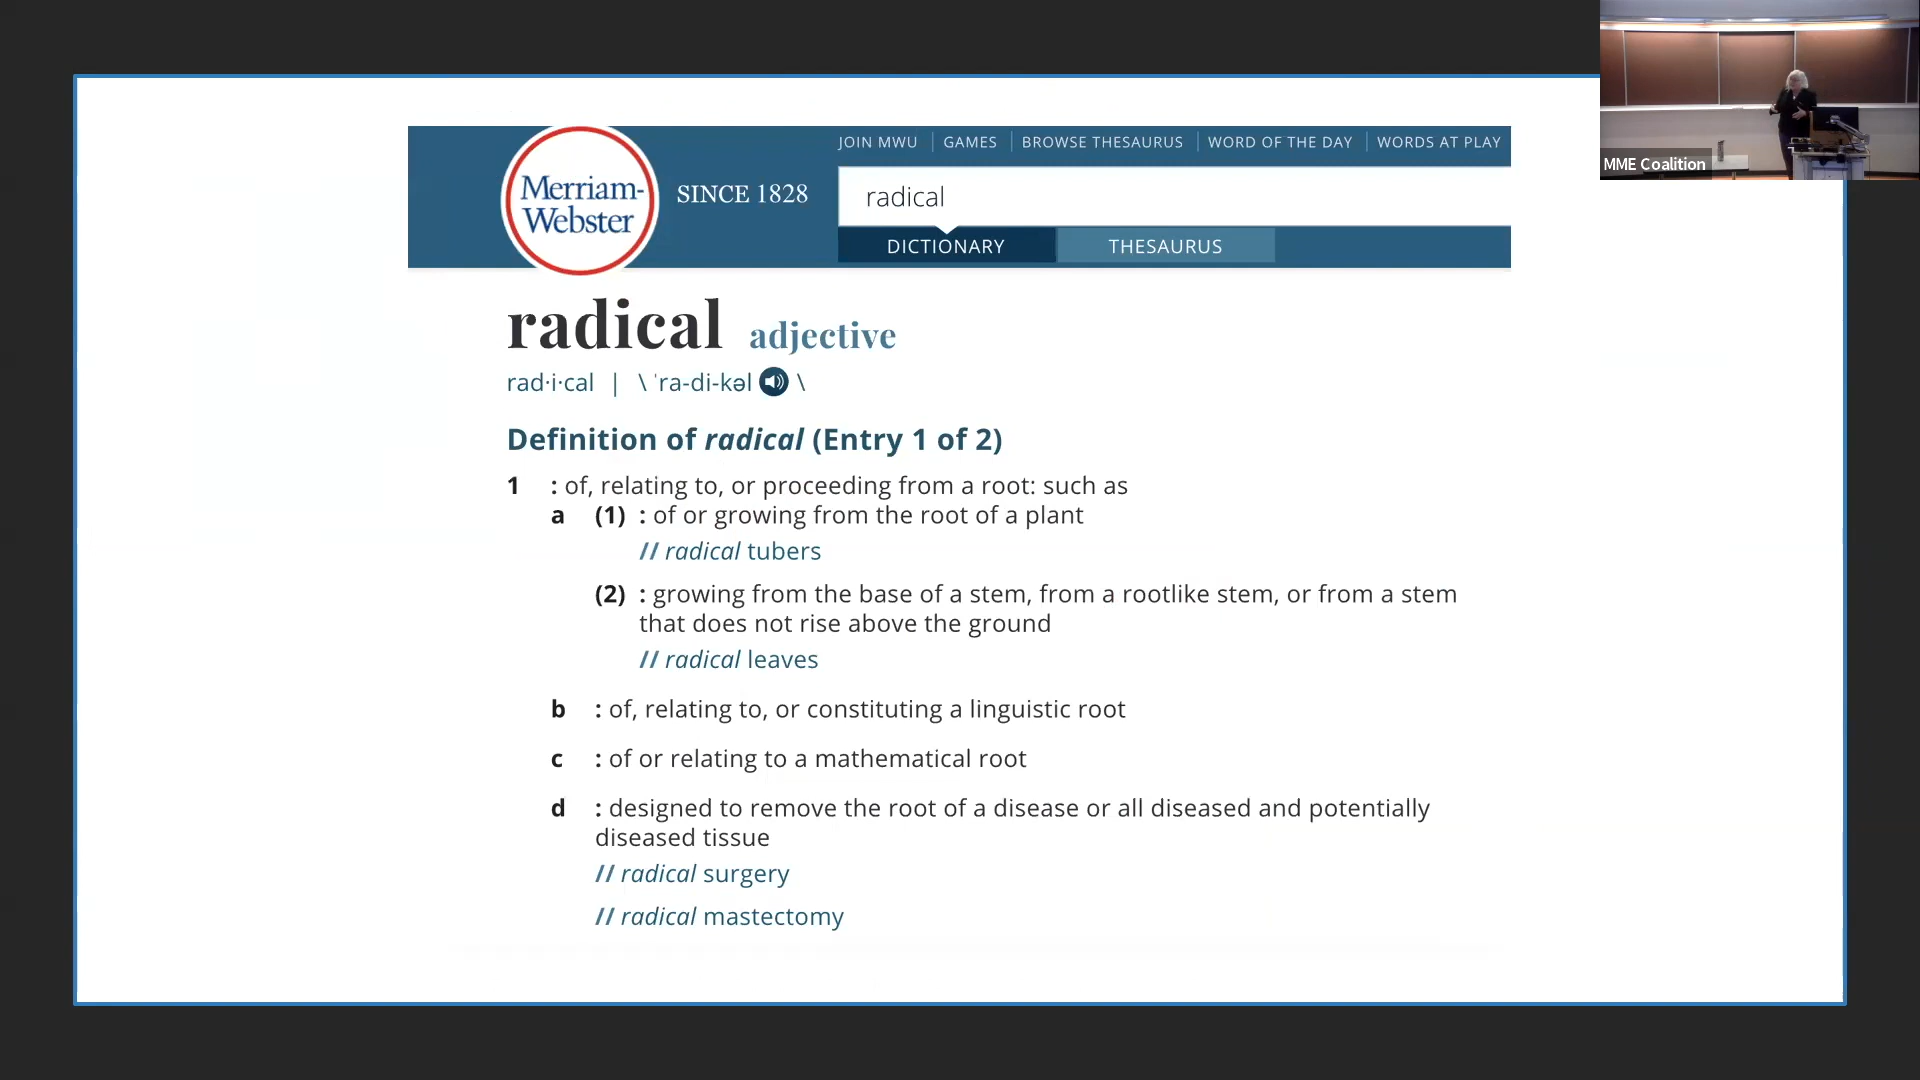 JOIN MWU | GAMES | BROWSE THESAURUS | WORD OF THE DAY | WORDS AT PLAY
Merriam-
Webster
SINCE 1828
radical
DICTIONARY
THESAURUS
MME Coalition
radical adjective
rad·i·cal | \ ˈra-di-kəl \
Definition of radical (Entry 1 of 2)
1 : of, relating to, or proceeding from a root: such as
a (1) : of or growing from the root of a plant
// radical tubers
(2) : growing from the base of a stem, from a rootlike stem, or from a stem
that does not rise above the ground
// radical leaves
b : of, relating to, or constituting a linguistic root
c : of or relating to a mathematical root
d : designed to remove the root of a disease or all diseased and potentially
diseased tissue
// radical surgery
// radical mastectomy